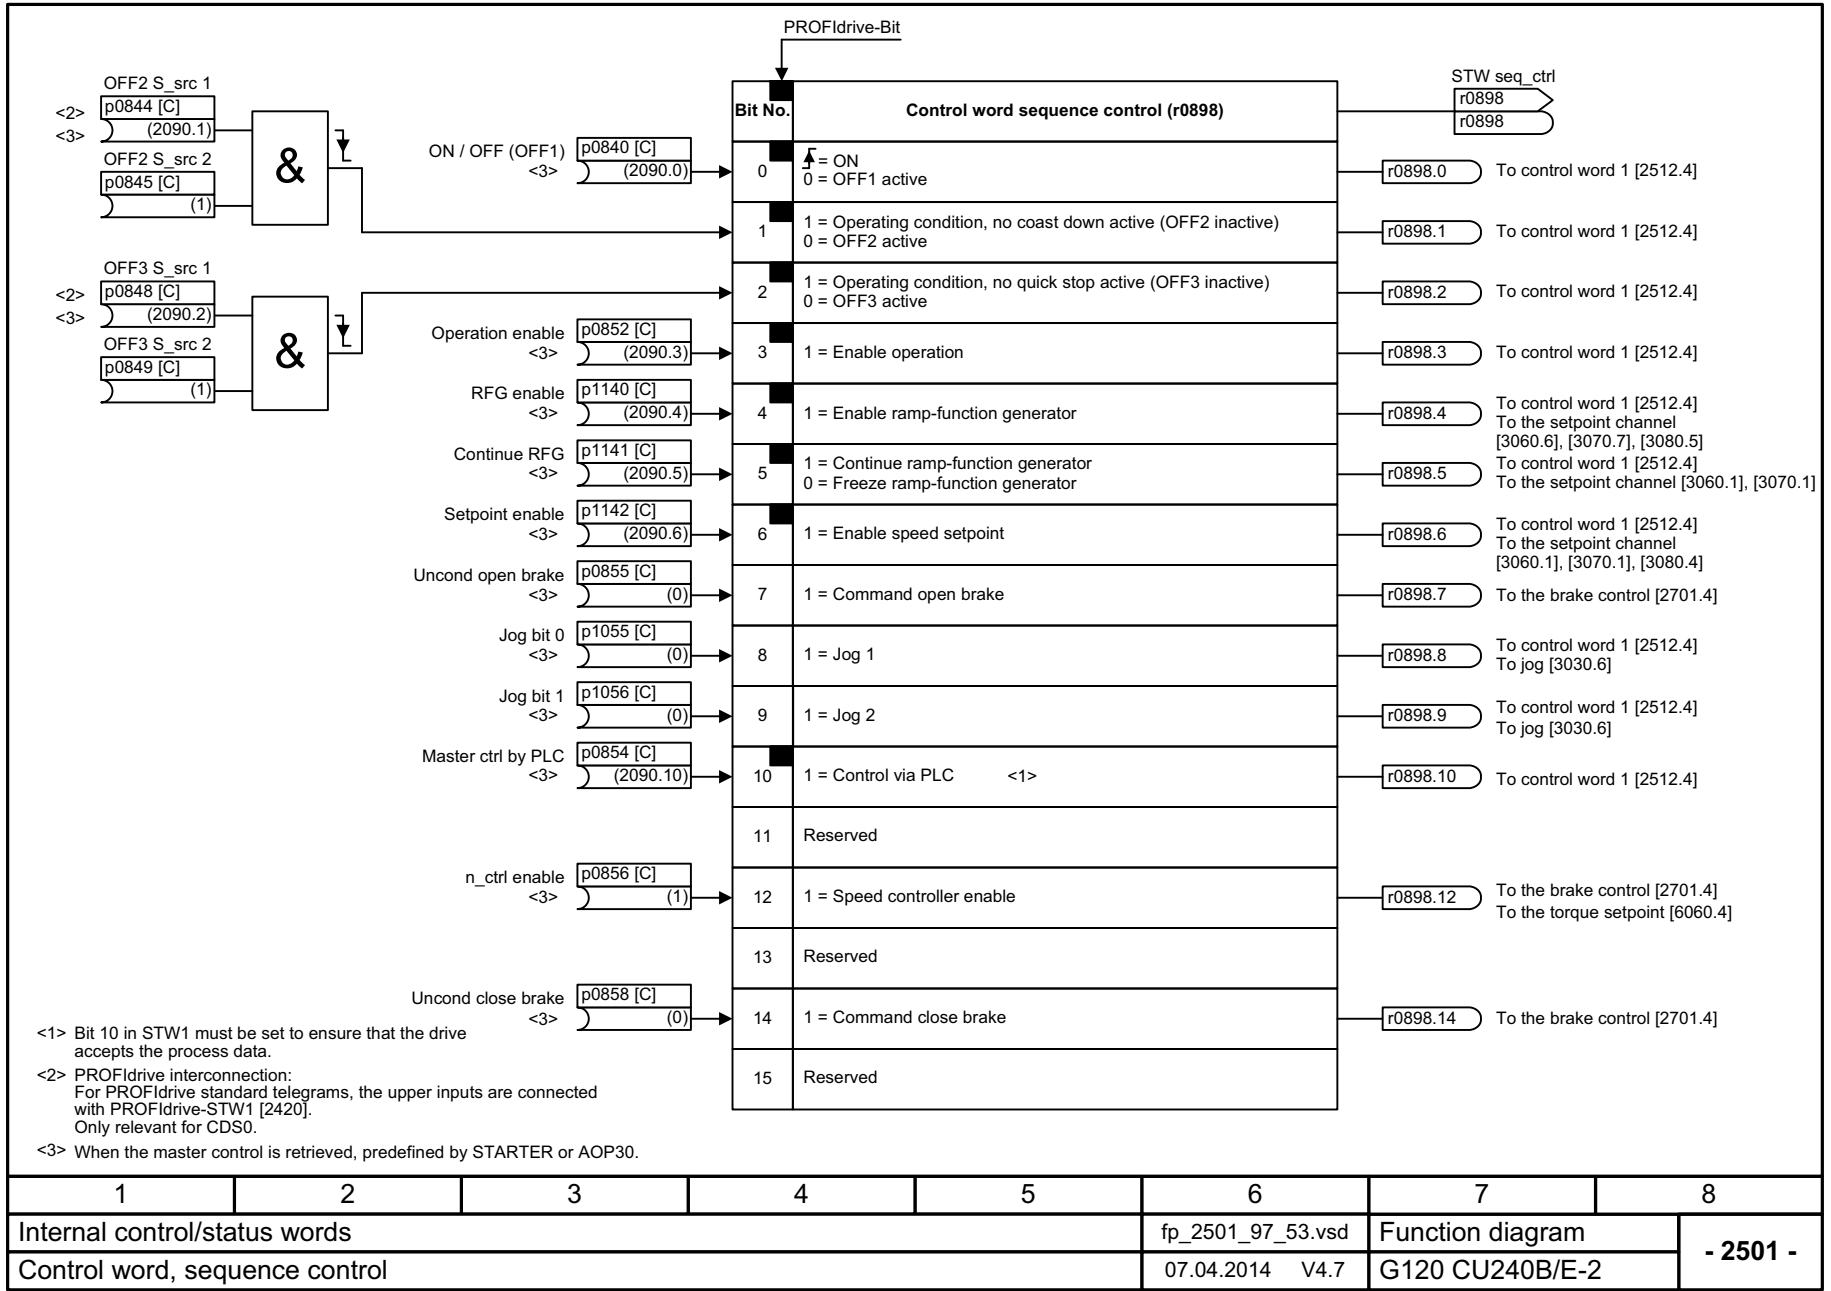 PROFIdrive-Bit
OFF2 S_src 1
<2>
p0844 [C]
<3>
(2090.1)
OFF2 S_src 2
p0845 [C]
(1)
&
OFF3 S_src 1
<2>
p0848 [C]
<3>
(2090.2)
OFF3 S_src 2
p0849 [C]
(1)
&
Bit No.
Control word sequence control (r0898)
STW seq_ctrl
r0898
r0898
ON / OFF (OFF1)
<3>
p0840 [C]
(2090.0)
0
= ON
0 = OFF1 active
r0898.0
To control word 1 [2512.4]
1
1 = Operating condition, no coast down active (OFF2 inactive)
0 = OFF2 active
r0898.1
To control word 1 [2512.4]
2
1 = Operating condition, no quick stop active (OFF3 inactive)
0 = OFF3 active
r0898.2
To control word 1 [2512.4]
Operation enable
<3>
p0852 [C]
(2090.3)
3
1 = Enable operation
r0898.3
To control word 1 [2512.4]
RFG enable
<3>
p1140 [C]
(2090.4)
4
1 = Enable ramp-function generator
r0898.4
To control word 1 [2512.4]
To the setpoint channel
[3060.6], [3070.7], [3080.5]
Continue RFG
<3>
p1141 [C]
(2090.5)
5
1 = Continue ramp-function generator
0 = Freeze ramp-function generator
r0898.5
To control word 1 [2512.4]
To the setpoint channel [3060.1], [3070.1]
Setpoint enable
<3>
p1142 [C]
(2090.6)
6
1 = Enable speed setpoint
r0898.6
To control word 1 [2512.4]
To the setpoint channel
[3060.1], [3070.1], [3080.4]
Uncond open brake
<3>
p0855 [C]
(0)
7
1 = Command open brake
r0898.7
To the brake control [2701.4]
Jog bit 0
<3>
p1055 [C]
(0)
8
1 = Jog 1
r0898.8
To control word 1 [2512.4]
To jog [3030.6]
Jog bit 1
<3>
p1056 [C]
(0)
9
1 = Jog 2
r0898.9
To control word 1 [2512.4]
To jog [3030.6]
Master ctrl by PLC
<3>
p0854 [C]
(2090.10)
10
1 = Control via PLC <1>
r0898.10
To control word 1 [2512.4]
11
Reserved
n_ctrl enable
<3>
p0856 [C]
(1)
12
1 = Speed controller enable
r0898.12
To the brake control [2701.4]
To the torque setpoint [6060.4]
13
Reserved
Uncond close brake
<3>
p0858 [C]
(0)
14
1 = Command close brake
r0898.14
To the brake control [2701.4]
15
Reserved
<1> Bit 10 in STW1 must be set to ensure that the drive
accepts the process data.
<2> PROFIdrive interconnection:
For PROFIdrive standard telegrams, the upper inputs are connected
with PROFIdrive-STW1 [2420].
Only relevant for CDS0.
<3> When the master control is retrieved, predefined by STARTER or AOP30.
1 2 3 4 5 6 7 8
Internal control/status words
fp_2501_97_53.vsd
Function diagram
- 2501 -
Control word, sequence control
07.04.2014 V4.7
G120 CU240B/E-2